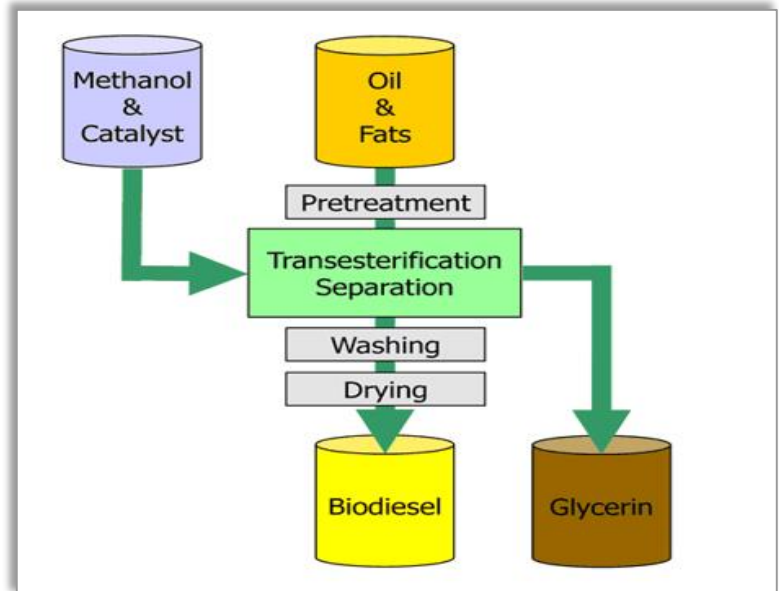 Methanol
&
Catalyst
Oil
&
Fats
Pretreatment
Transesterification
Separation
Washing
Drying
Biodiesel
Glycerin